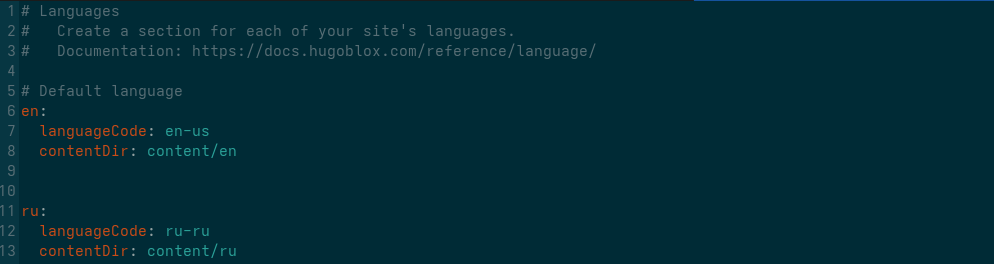 1 # Languages
2 #   Create a section for each of your site's languages.
3 #   Documentation: https://docs.hugoblox.com/reference/language/
4
5 # Default language
6 en:
7   languageCode: en-us
8   contentDir: content/en
9
10
11 ru:
12   languageCode: ru-ru
13   contentDir: content/ru